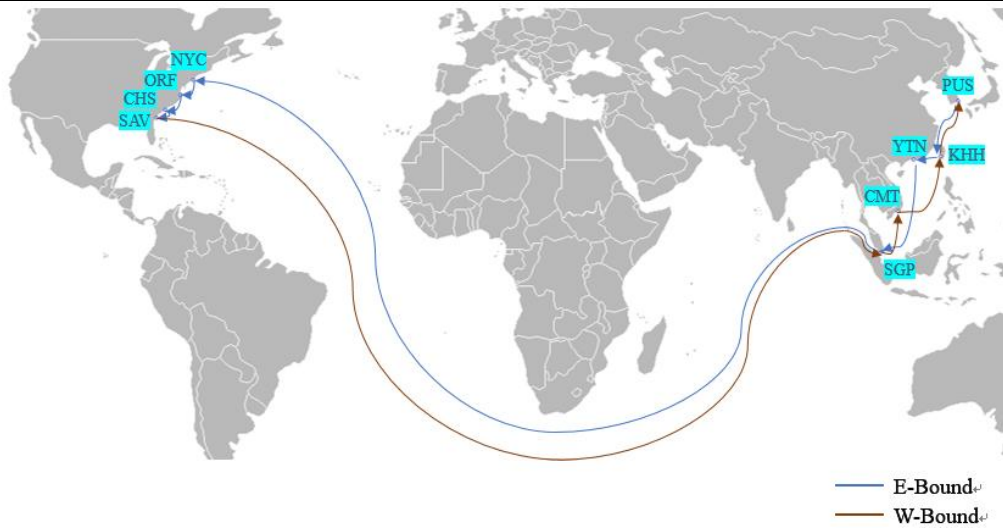 NYC
ORF
CHS
SAV
PUS
YTN
KHH
CMT
SGP
E-Bound↵
W-Bound↵